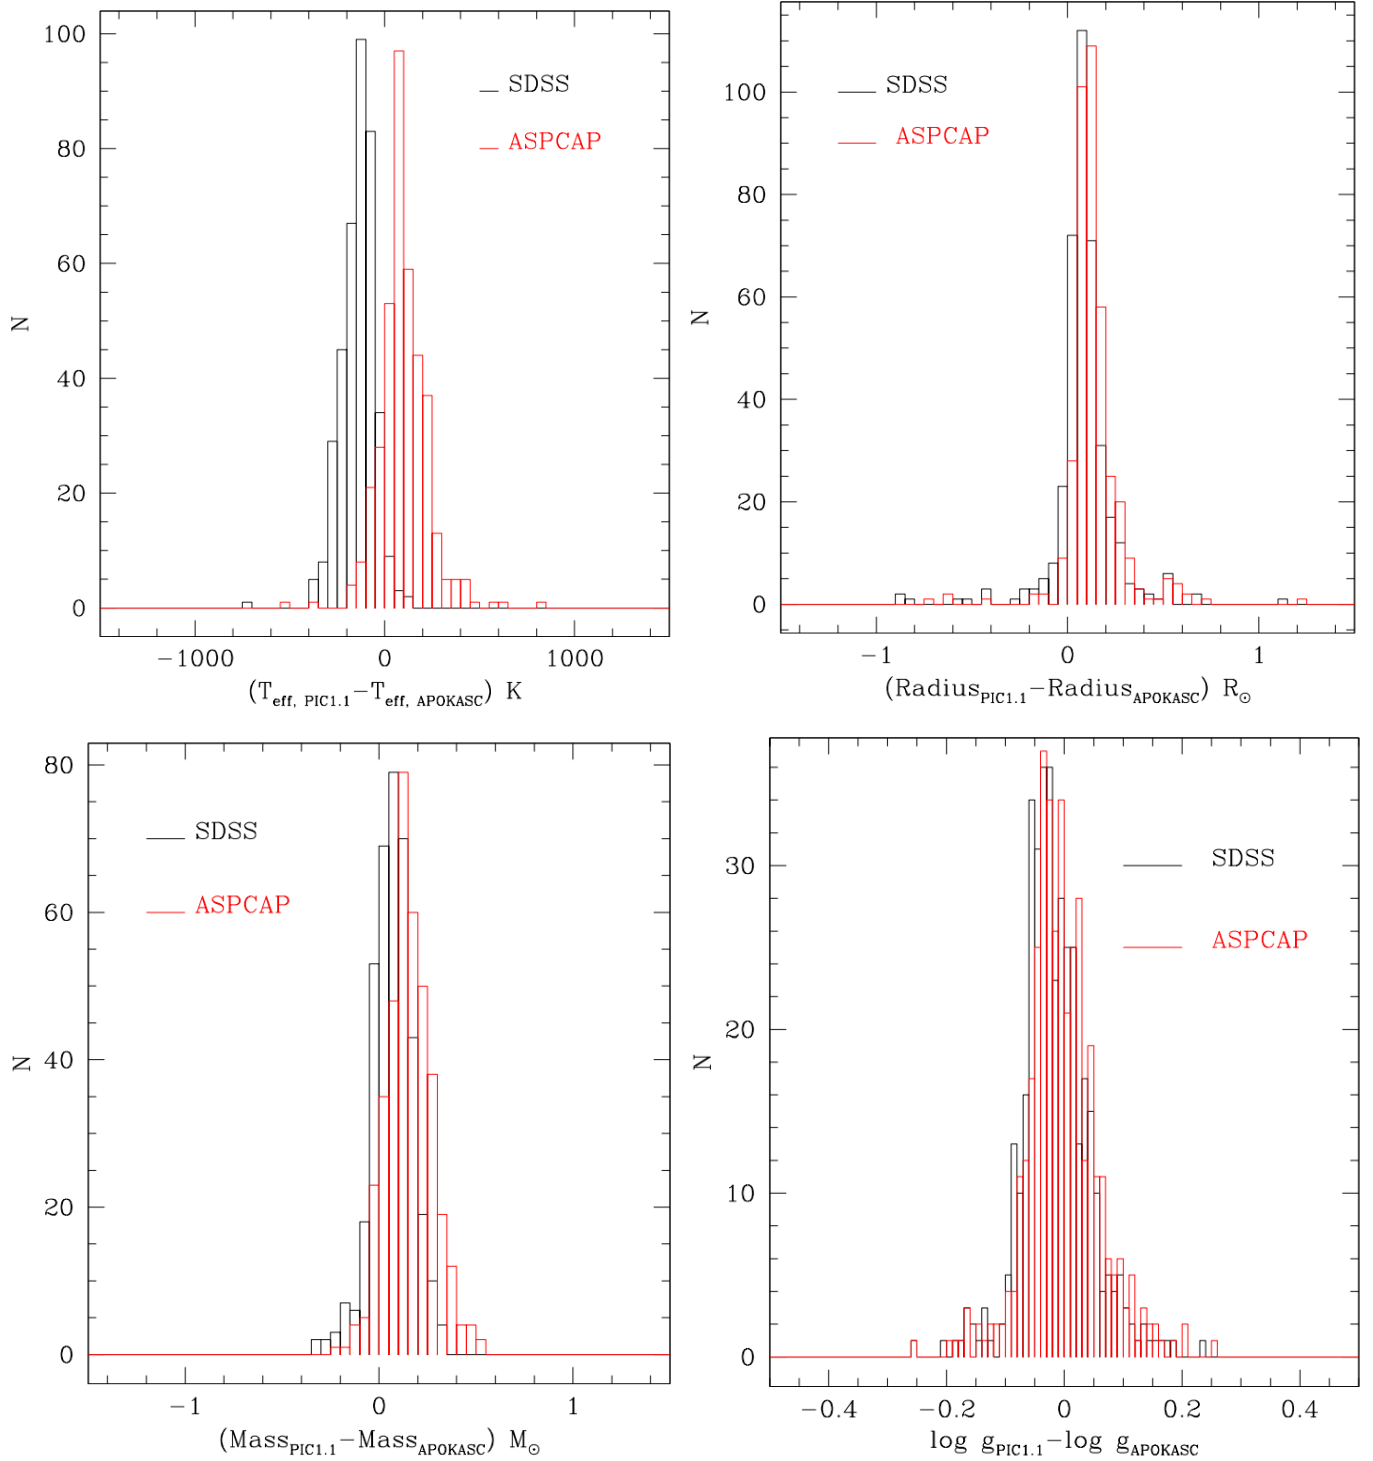 100
80
60
40
20
0
N
SDSS
ASPCAP
−1000 0 1000
(T_eff, PIC1.1−T_eff, APOKASC) K
100
80
60
40
20
0
N
SDSS
ASPCAP
−1 0 1
(Radius_PIC1.1−Radius_APOKASC) R_⊙
80
60
40
20
0
N
SDSS
ASPCAP
−1 0 1
(Mass_PIC1.1−Mass_APOKASC) M_⊙
30
20
10
0
N
SDSS
ASPCAP
−0.4 −0.2 0 0.2 0.4
log g_PIC1.1−log g_APOKASC